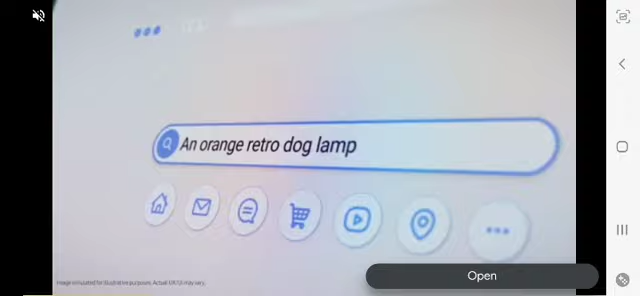 An orange retro dog lamp
Image simulated for illustrative purposes. Actual UX/UI may vary.
Open